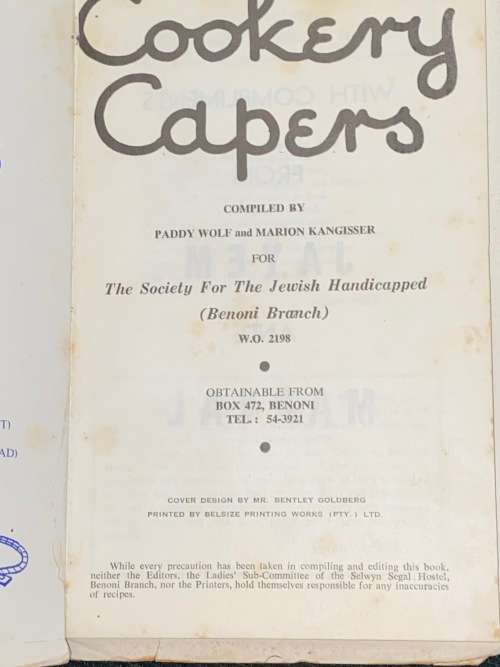 Cookery
Capers
COMPILED BY
PADDY WOLF and MARION KANGISSER
FOR
The Society For The Jewish Handicapped
(Benoni Branch)
W.O. 2198
OBTAINABLE FROM
BOX 472, BENONI
TEL.: 54-3921
COVER DESIGN BY MR. BENTLEY GOLDBERG
PRINTED BY BELSIZE PRINTING WORKS (PTY.) LTD.
While every precaution has been taken in compiling and editing this book,
neither the Editors, the Ladies' Sub-Committee of the Selwyn Segal Hostel,
Benoni Branch, nor the Printers, hold themselves responsible for any inaccuracies
of recipes.